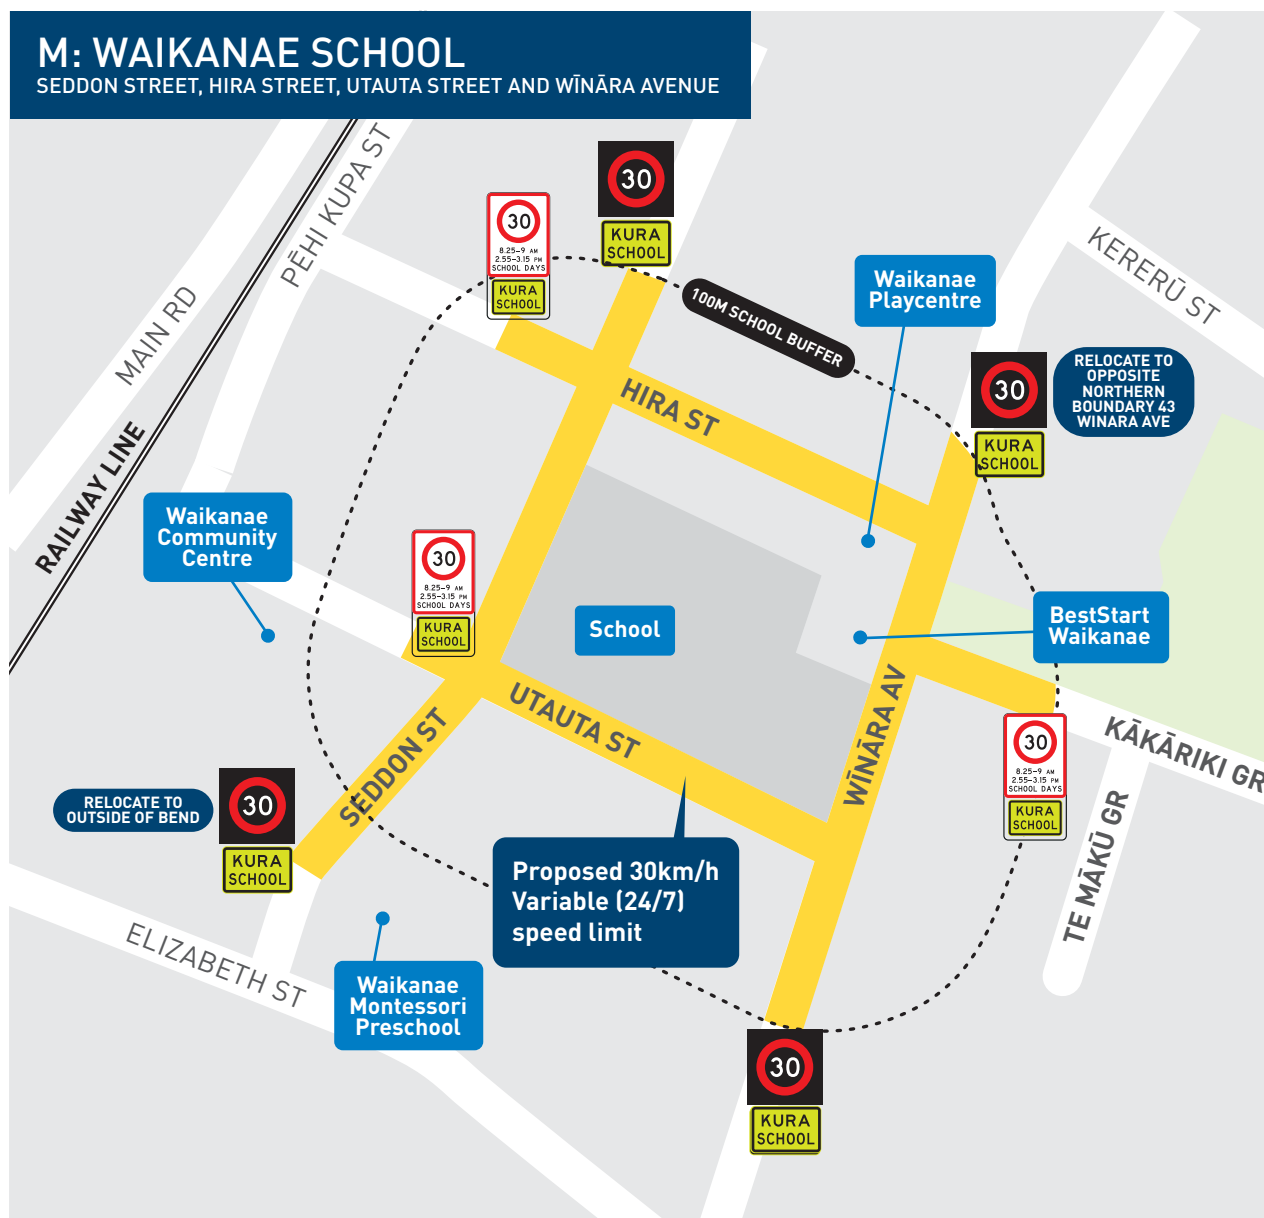 M: WAIKANAE SCHOOL
SEDDON STREET, HIRA STREET, UTAUTA STREET AND WĪNĀRA AVENUE
PĒHI KUPA ST
MAIN RD
RAILWAY LINE
30
8.25–9 AM
2.55–3.15 PM
SCHOOL DAYS
KURA
SCHOOL
30
KURA
SCHOOL
100M SCHOOL BUFFER
Waikanae
Playcentre
KERERŪ ST
30
KURA
SCHOOL
RELOCATE TO
OPPOSITE
NORTHERN
BOUNDARY 43
WINARA AVE
HIRA ST
Waikanae
Community
Centre
30
8.25–9 AM
2.55–3.15 PM
SCHOOL DAYS
KURA
SCHOOL
School
BestStart
Waikanae
UTAUTA ST
WĪNĀRA AV
SEDDON ST
KĀKĀRIKI GR
30
8.25–9 AM
2.55–3.15 PM
SCHOOL DAYS
KURA
SCHOOL
TE MĀKŪ GR
RELOCATE TO
OUTSIDE OF BEND
30
KURA
SCHOOL
Proposed 30km/h
Variable (24/7)
speed limit
ELIZABETH ST
Waikanae
Montessori
Preschool
30
KURA
SCHOOL